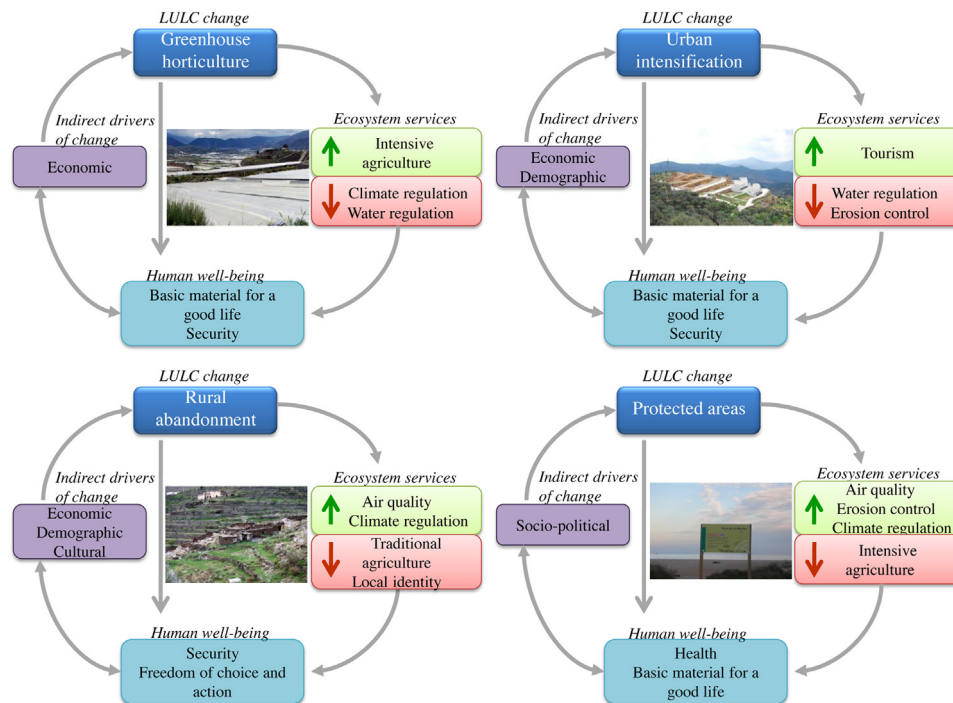 LULC change
Greenhouse
horticulture
Indirect drivers
of change
Economic
Ecosystem services
Intensive
agriculture
Climate regulation
Water regulation
Human well-being
Basic material for a
good life
Security
LULC change
Urban
intensification
Indirect drivers
of change
Economic
Demographic
Ecosystem services
Tourism
Water regulation
Erosion control
Human well-being
Basic material for a
good life
Security
LULC change
Rural
abandonment
Indirect drivers
of change
Economic
Demographic
Cultural
Ecosystem services
Air quality
Climate regulation
Traditional
agriculture
Local identity
Human well-being
Security
Freedom of choice and
action
LULC change
Protected areas
Indirect drivers
of change
Socio-political
Ecosystem services
Air quality
Erosion control
Climate regulation
Intensive
agriculture
Human well-being
Health
Basic material for a
good life